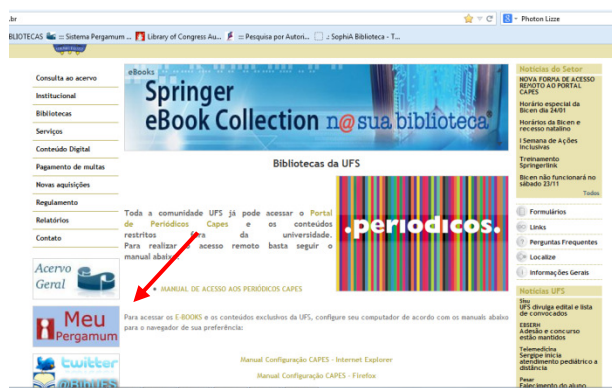 .br
Photon Lizze
BLIOTECAS
::: Sistema Pergamum ...
Library of Congress Au...
::: Pesquisa por Autori...
.: SophiA Biblioteca - T...
Consulta ao acervo
Institucional
Bibliotecas
Serviços
Conteúdo Digital
Pagamento de multas
Novas aquisições
Regulamento
Relatórios
Contato
Acervo
Geral
Meu
Pergamum
twitter
@BIBIUFS
eBooks
Springer
eBook Collection n@ sua biblioteca
Bibliotecas da UFS
Toda a comunidade UFS já pode acessar o Portal
de Periódicos Capes e os conteúdos
restritos fora da universidade.
Para realizar o acesso remoto basta seguir o
manual abaixo:
.periodicos.
MANUAL DE ACESSO AOS PERIÓDICOS CAPES
Para acessar os E-BOOKS e os conteúdos exclusivos da UFS, configure seu computador de acordo com os manuais abaixo
para o navegador de sua preferência:
Manual Configuração CAPES - Internet Explorer
Manual Configuração CAPES - Firefox
Notícias do Setor
NOVA FORMA DE ACESSO
REMOTO AO PORTAL
CAPES
Horário especial da
Bicen dia 24/01
Horários da Bicen e
recesso natalino
I Semana de Ações
Inclusivas
Treinamento
Springerlink
Bicen não funcionará no
sábado 23/11
Todas
Formulários
Links
Perguntas Frequentes
Localize
Informações Gerais
Notícias UFS
Sisu
UFS divulga edital e lista
de convocados
EBSERH
Adesão e concurso
estão mantidos
Telemedicina
Sergipe inicia
atendimento pediátrico a
distância
Pesar
Falecimento do aluno